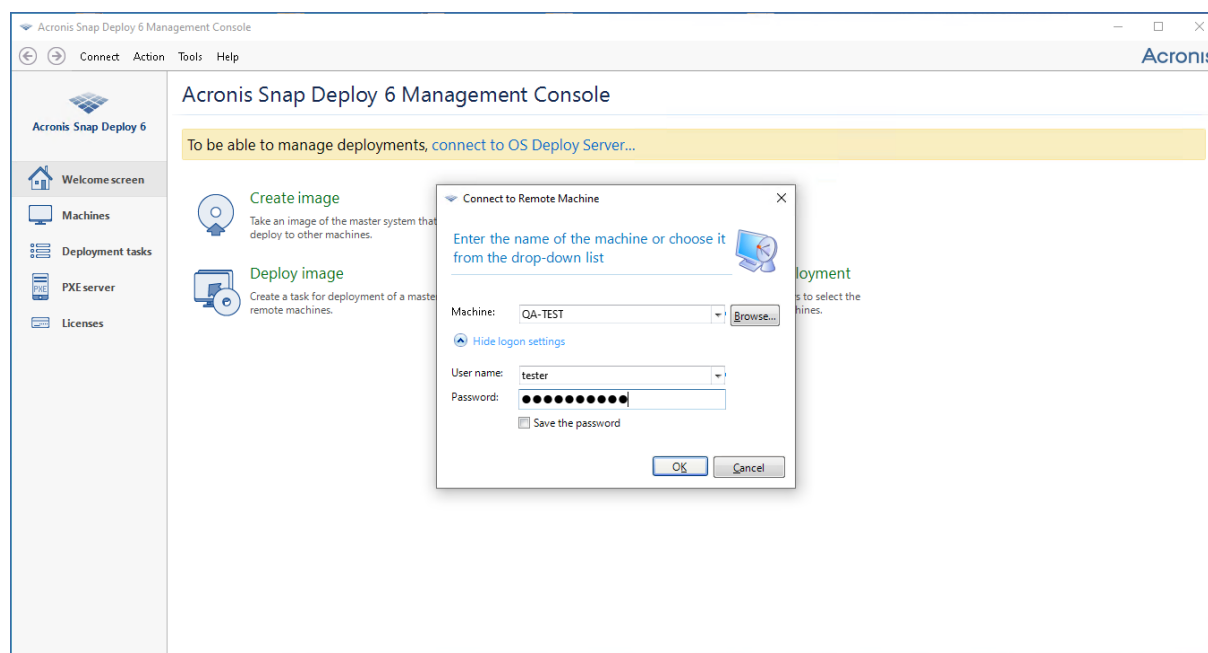 Acronis Snap Deploy 6 Management Console
Connect Action Tools Help
Acronis
Acronis Snap Deploy 6
Acronis Snap Deploy 6 Management Console
To be able to manage deployments, connect to OS Deploy Server...
Welcome screen
Machines
Deployment tasks
PXE
PXE server
Licenses
Create image
Take an image of the master system that
deploy to other machines.
Deploy image
Create a task for deployment of a maste
remote machines.
loyment
s to select the
hines.
Connect to Remote Machine
Enter the name of the machine or choose it
from the drop-down list
Machine: QA-TEST Browse...
Hide logon settings
User name: tester
Password: ●●●●●●●●●●
Save the password
OK Cancel